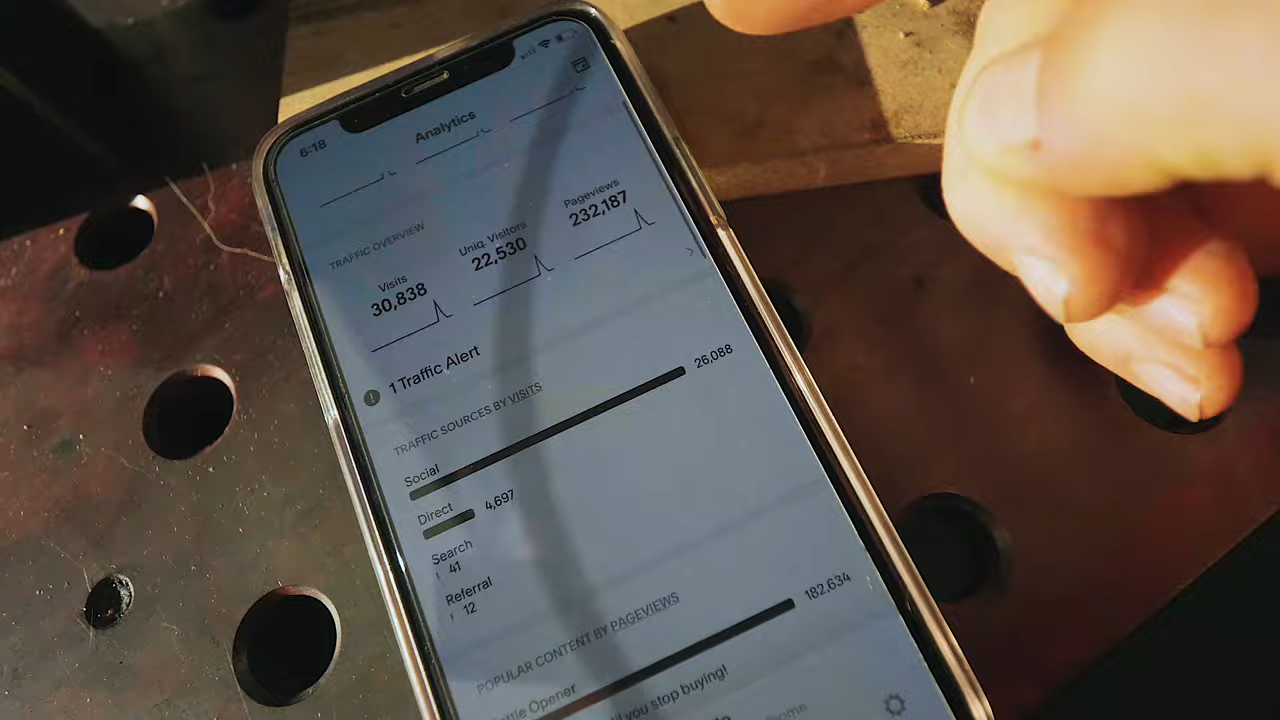 6:18
Analytics
TRAFFIC OVERVIEW
Visits
30,838
Uniq. Visitors
22,530
Pageviews
232,187
1 Traffic Alert
TRAFFIC SOURCES BY VISITS
Social
26,088
Direct
4,697
Search
41
Referral
12
POPULAR CONTENT BY PAGEVIEWS
182,634
Opener
you stop buying!